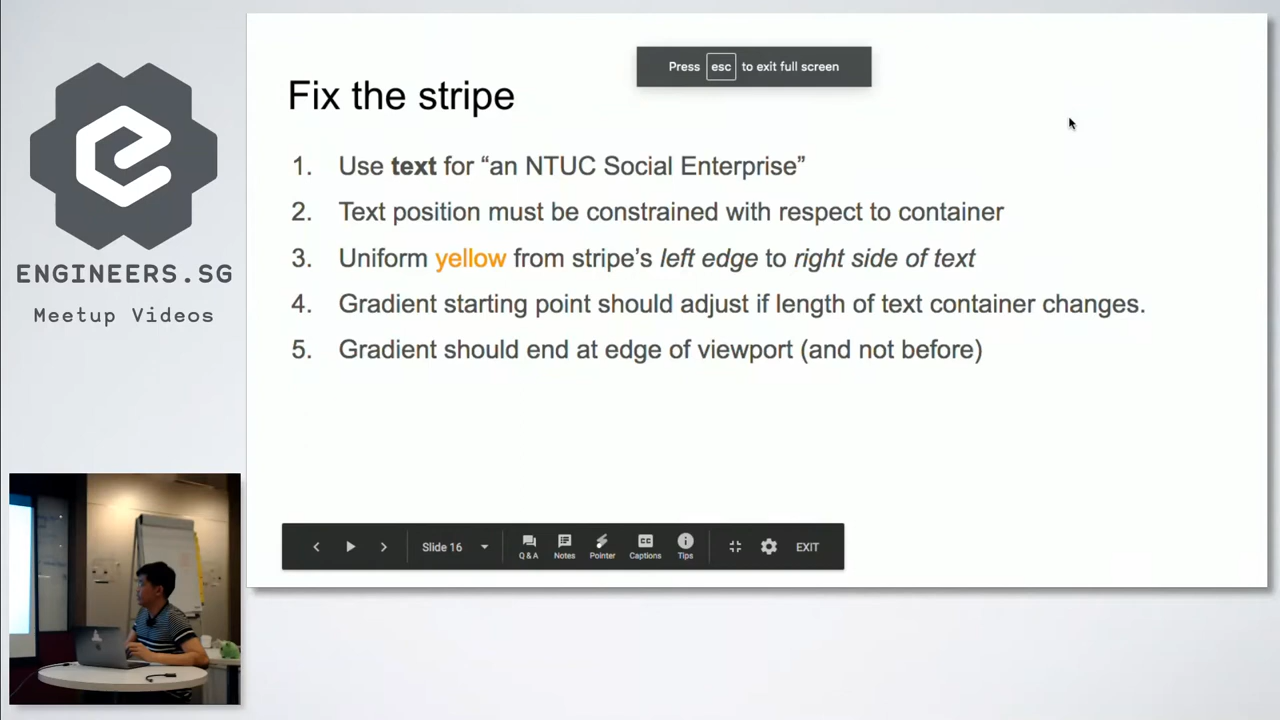 Press esc to exit full screen
Fix the stripe
1. Use text for “an NTUC Social Enterprise”
2. Text position must be constrained with respect to container
3. Uniform yellow from stripe’s left edge to right side of text
4. Gradient starting point should adjust if length of text container changes.
5. Gradient should end at edge of viewport (and not before)
ENGINEERS.SG
Meetup Videos
Slide 16
Q & A
Notes
Pointer
CC
Captions
Tips
EXIT